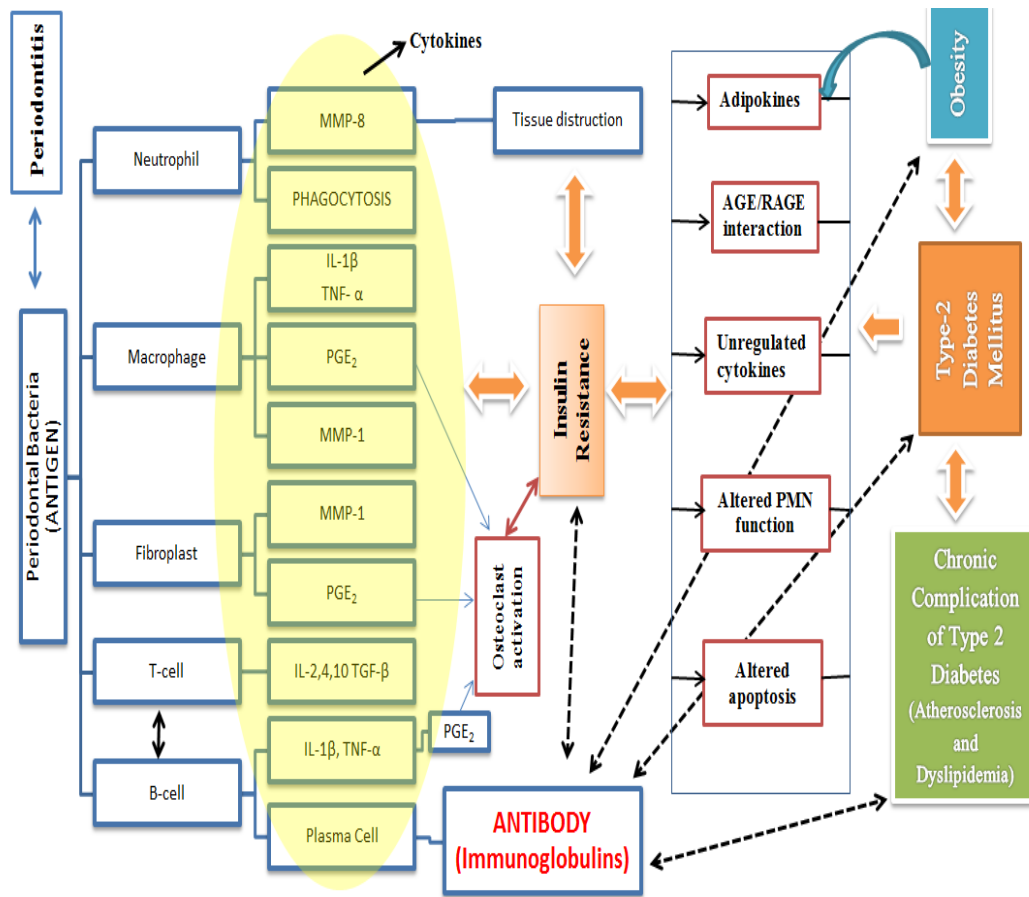 Periodontitis
Periodontal Bacteria
(ANTIGEN)
Neutrophil
Macrophage
Fibroplast
T-cell
B-cell
Cytokines
MMP-8
PHAGOCYTOSIS
IL-1β
TNF- α
PGE2
MMP-1
MMP-1
PGE2
IL-2,4,10 TGF-β
IL-1β, TNF-α
Plasma Cell
Tissue distruction
Insulin
Resistance
Osteoclast
activation
PGE2
ANTIBODY
(Immunoglobulins)
Adipokines
AGE/RAGE
interaction
Unregulated
cytokines
Altered PMN
function
Altered
apoptosis
Obesity
Type-2
Diabetes
Mellitus
Chronic
Complication
of Type 2
Diabetes
(Atherosclerosis
and
Dyslipidemia)